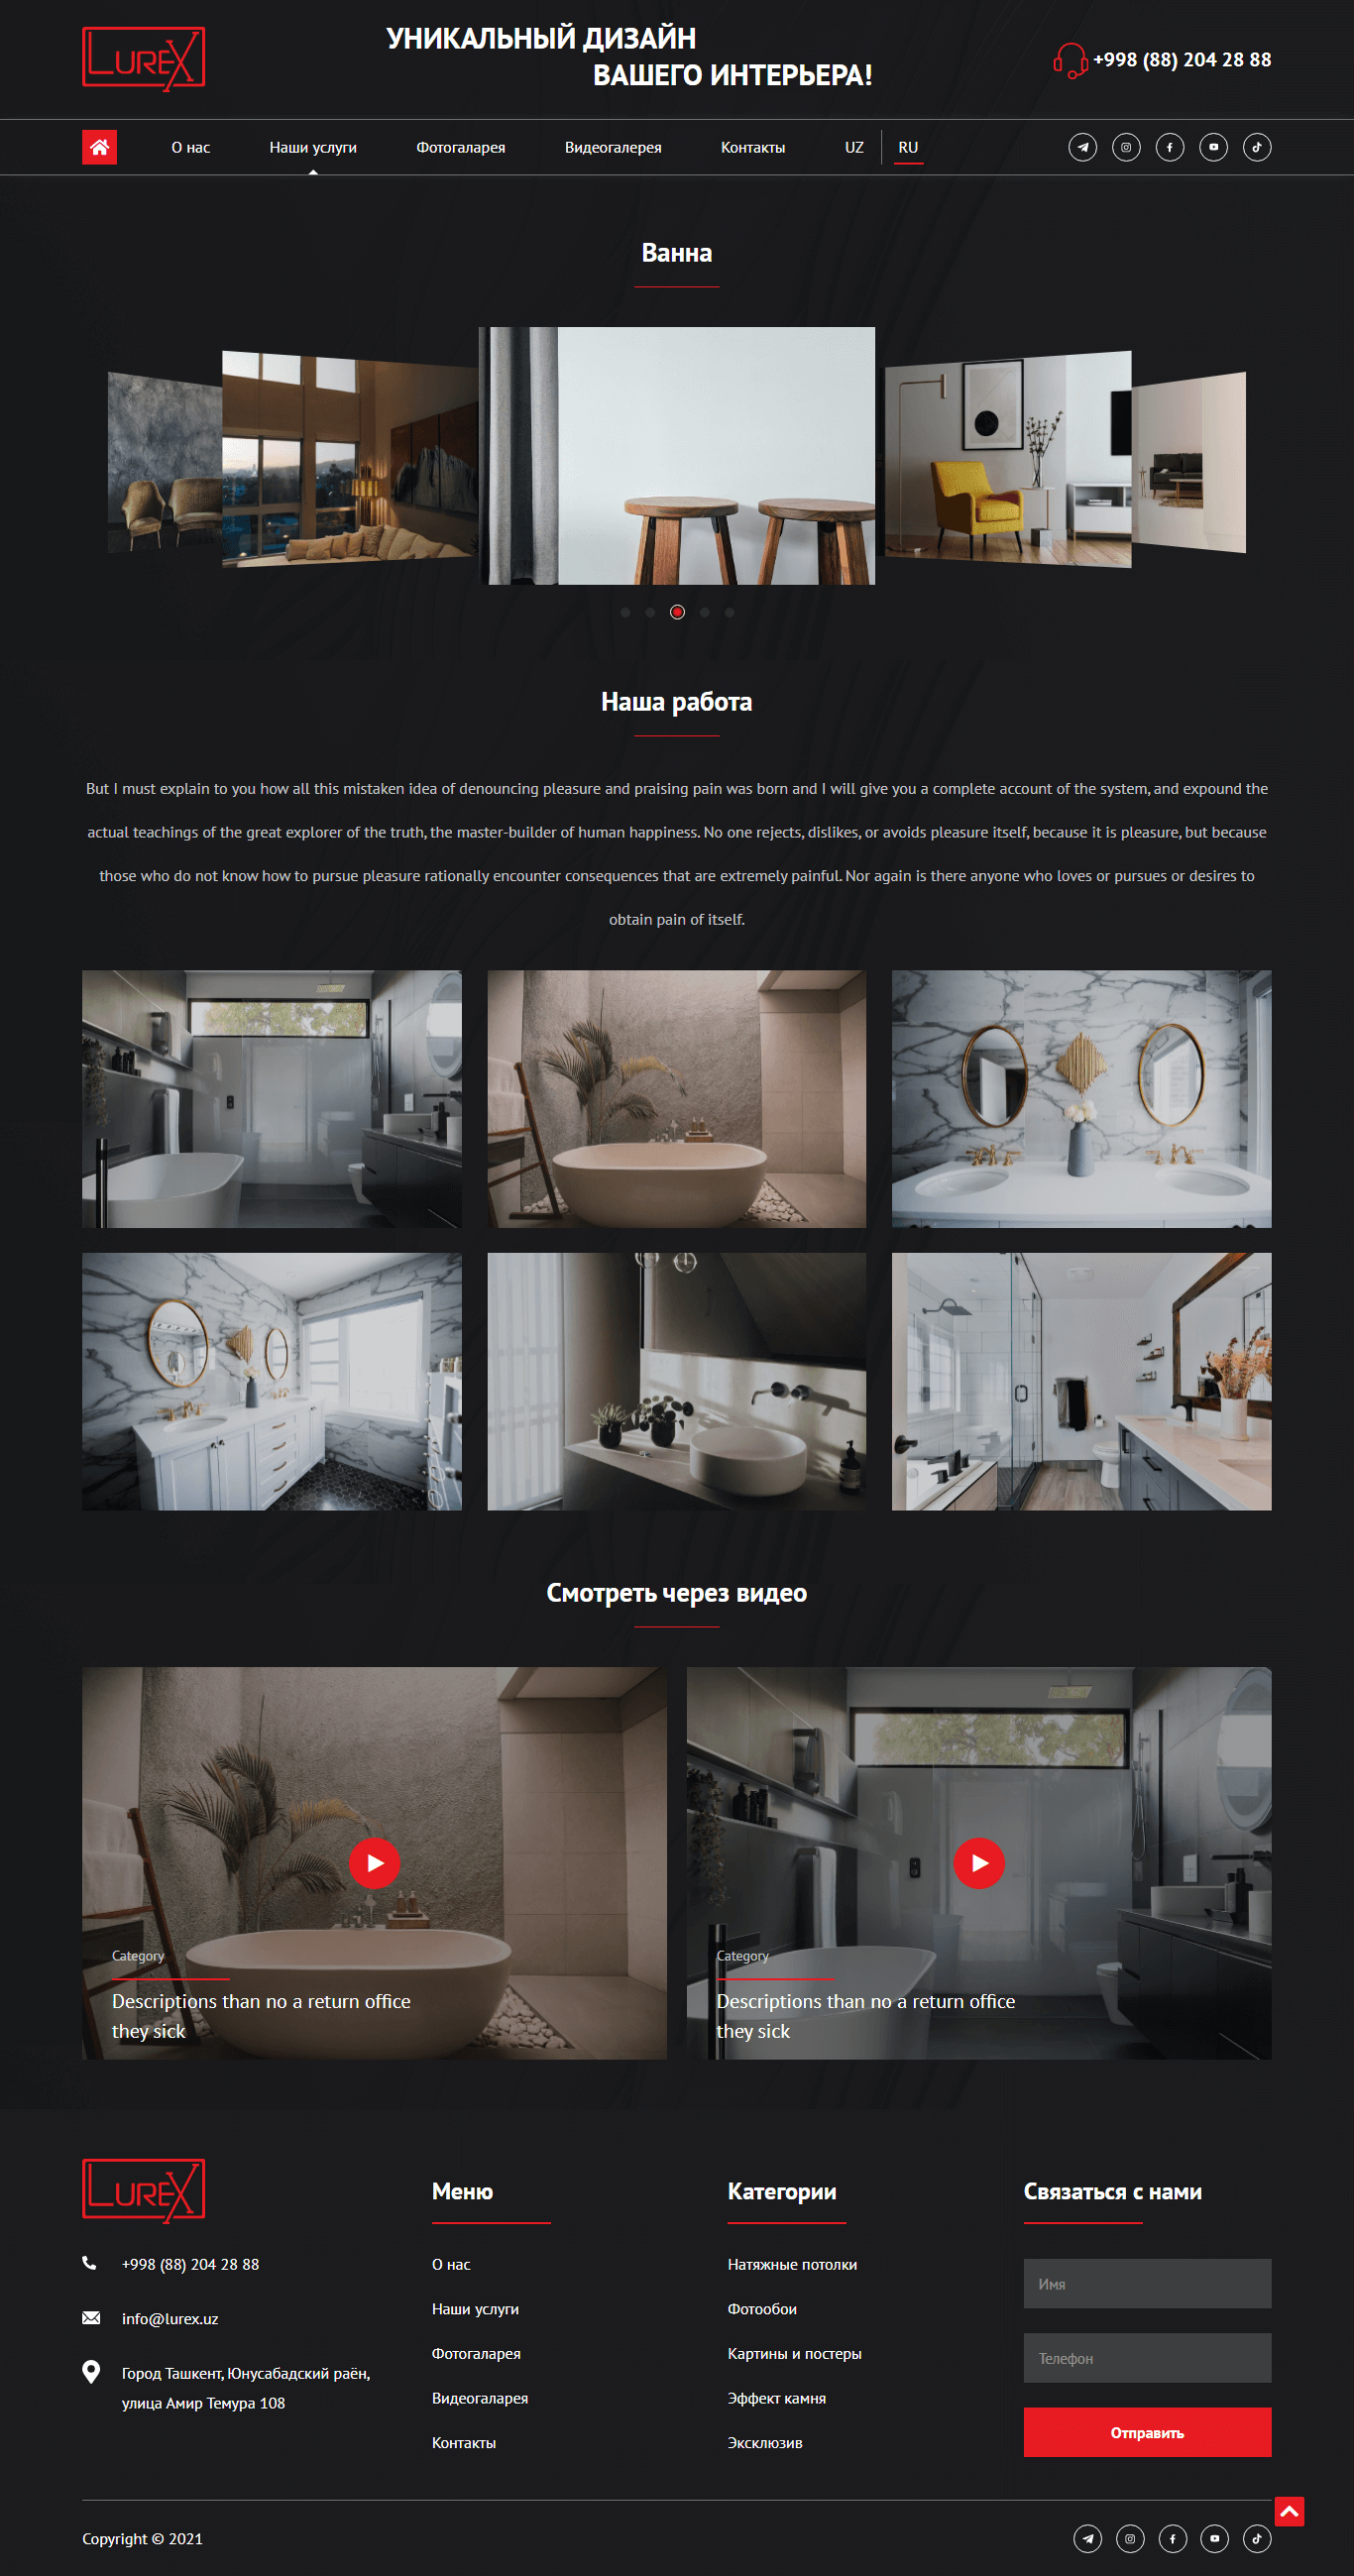 LUREX
УНИКАЛЬНЫЙ ДИЗАЙН
ВАШЕГО ИНТЕРЬЕРА!
+998 (88) 204 28 88
О нас
Наши услуги
Фотогаларея
Видеогалерея
Контакты
UZ
RU
Ванна
Наша работа
But I must explain to you how all this mistaken idea of denouncing pleasure and praising pain was born and I will give you a complete account of the system, and expound the
actual teachings of the great explorer of the truth, the master-builder of human happiness. No one rejects, dislikes, or avoids pleasure itself, because it is pleasure, but because
those who do not know how to pursue pleasure rationally encounter consequences that are extremely painful. Nor again is there anyone who loves or pursues or desires to
obtain pain of itself.
Смотреть через видео
Category
Descriptions than no a return office
they sick
Category
Descriptions than no a return office
they sick
LUREX
+998 (88) 204 28 88
info@lurex.uz
Город Ташкент, Юнусабадский раён,
улица Амир Темура 108
Меню
О нас
Наши услуги
Фотогаларея
Видеогаларея
Контакты
Категории
Натяжные потолки
Фотообои
Картины и постеры
Эффект камня
Эксклюзив
Связаться с нами
Имя
Телефон
Отправить
Copyright © 2021